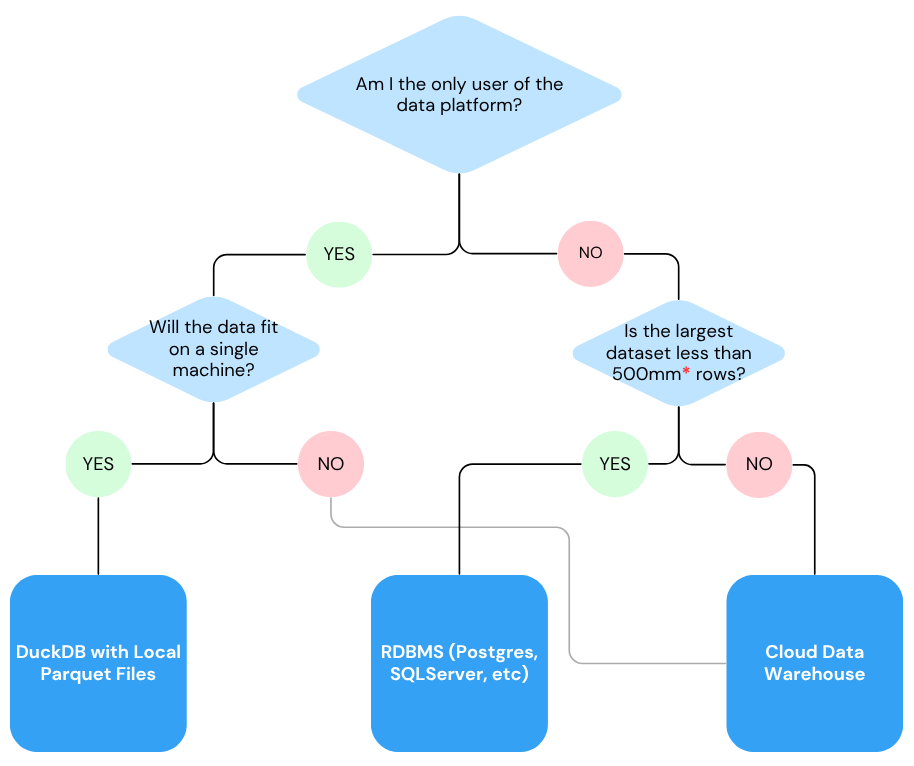 Am I the only user of the
data platform?
YES
NO
Will the data fit
on a single
machine?
Is the largest
dataset less than
500mm* rows?
YES
NO
YES
NO
DuckDB with Local
Parquet Files
RDBMS (Postgres,
SQLServer, etc)
Cloud Data
Warehouse